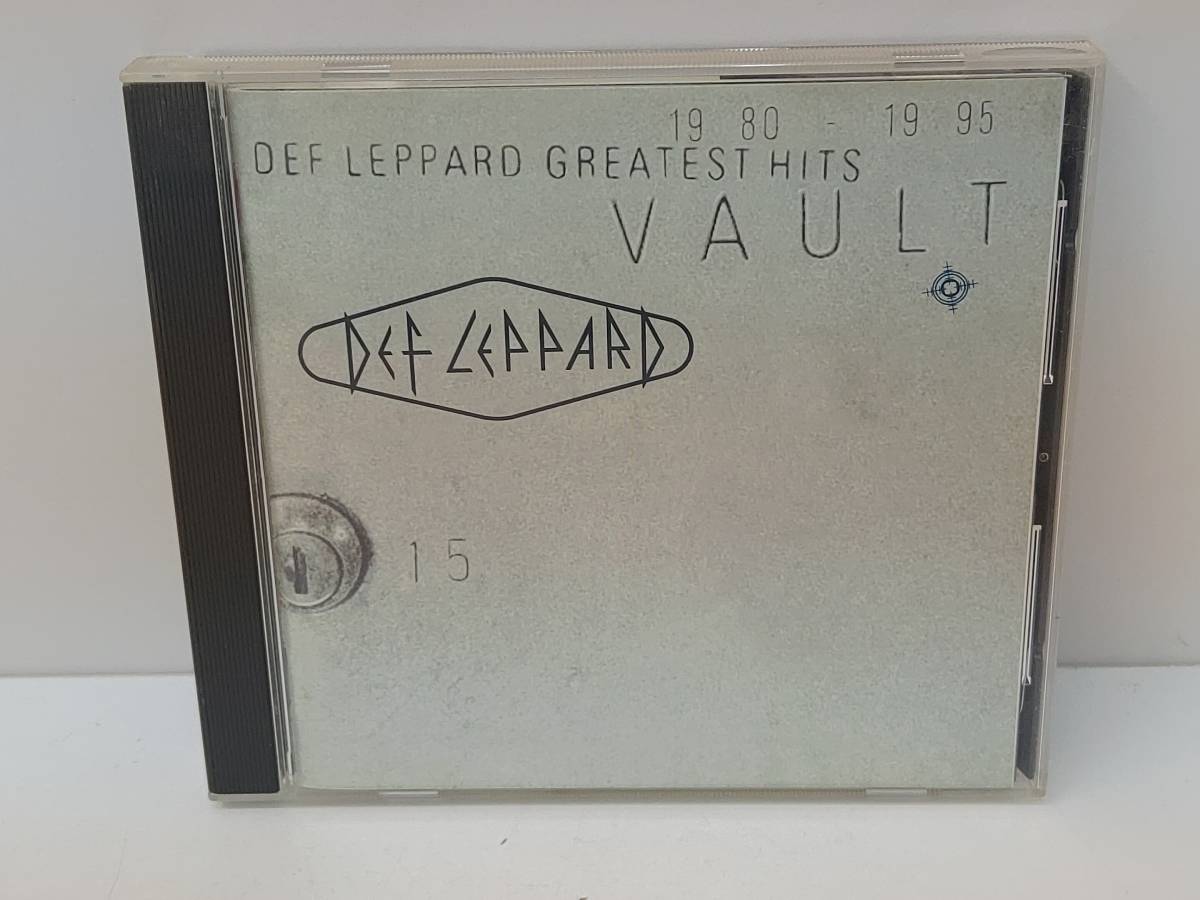 19 80 - 19 95
DEF LEPPARD GREATEST HITS
VAULT
DEF LEPPARD
15